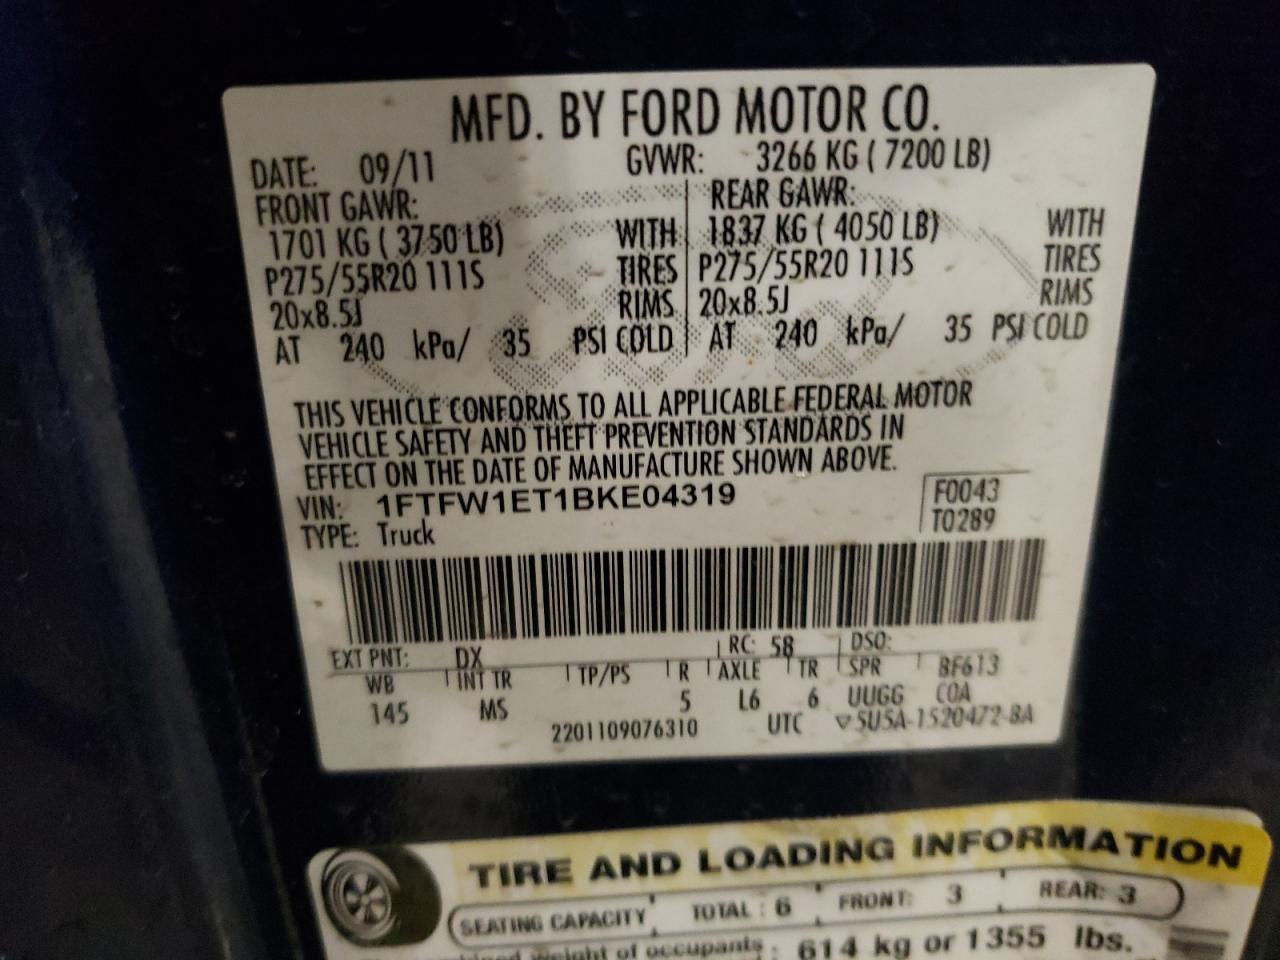 MFD. BY FORD MOTOR CO.
DATE: 09/11 GVWR: 3266 KG ( 7200 LB)
FRONT GAWR: REAR GAWR:
1701 KG ( 3750 LB) WITH 1837 KG ( 4050 LB) WITH
P275/55R20 111S TIRES P275/55R20 111S TIRES
20x8.5J RIMS 20x8.5J RIMS
AT 240 kPa/ 35 PSI COLD AT 240 kPa/ 35 PSI COLD
THIS VEHICLE CONFORMS TO ALL APPLICABLE FEDERAL MOTOR
VEHICLE SAFETY AND THEFT PREVENTION STANDARDS IN
EFFECT ON THE DATE OF MANUFACTURE SHOWN ABOVE.
VIN: 1FTFW1ET1BKE04319 F0043
TYPE: Truck T0289
EXT PNT: DX RC: 58 DSO:
WB INT TR TP/PS R AXLE TR SPR BF613
145 MS 5 L6 6 UUGG COA
2201109076310 UTC ▽5U5A-1520472-BA
TIRE AND LOADING INFORMATION
SEATING CAPACITY TOTAL : 6 FRONT: 3 REAR: 3
weight of occupants : 614 kg or 1355 lbs.